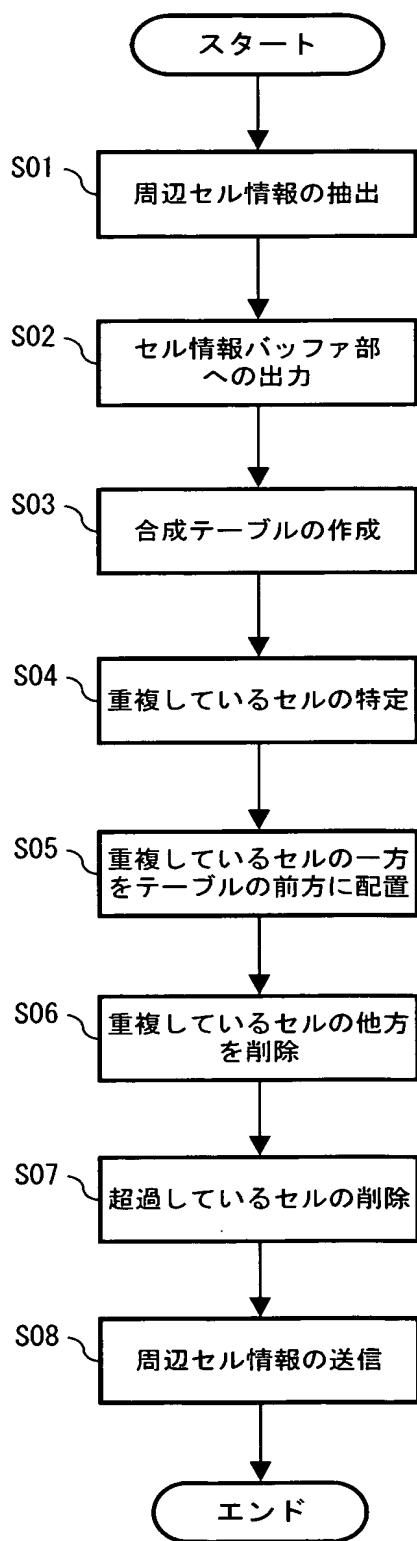 スタート
S01
周辺セル情報の抽出
S02
セル情報バッファ部
への出力
S03
合成テーブルの作成
S04
重複しているセルの特定
S05
重複しているセルの一方
をテーブルの前方に配置
S06
重複しているセルの他方
を削除
S07
超過しているセルの削除
S08
周辺セル情報の送信
エンド